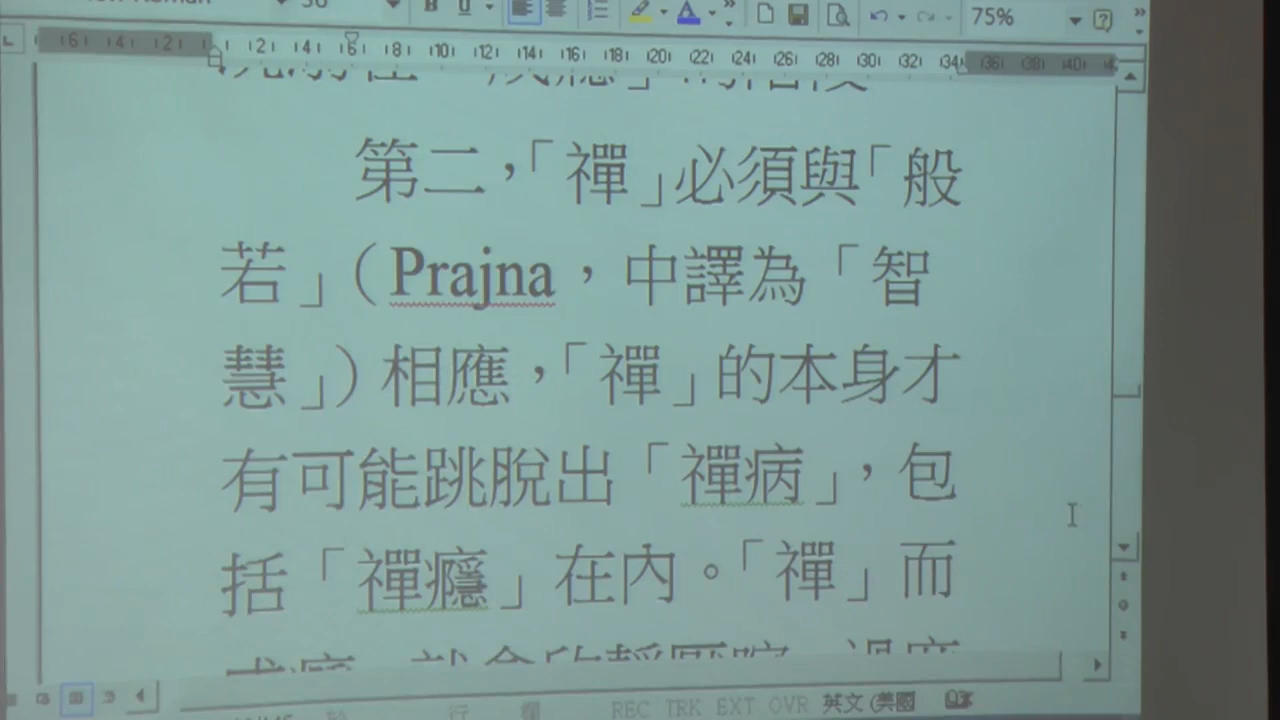 75%
第二，「禪」必須與「般
若」（Prajna，中譯為「智
慧」）相應，「禪」的本身才
有可能跳脫出「禪病」，包
括「禪癮」在內。「禪」而
REC TRK EXT OVR 英文 (美國